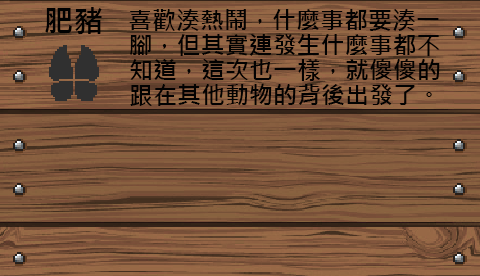 肥豬
喜歡湊熱鬧，什麼事都要湊一
腳，但其實連發生什麼事都不
知道，這次也一樣，就傻傻的
跟在其他動物的背後出發了。